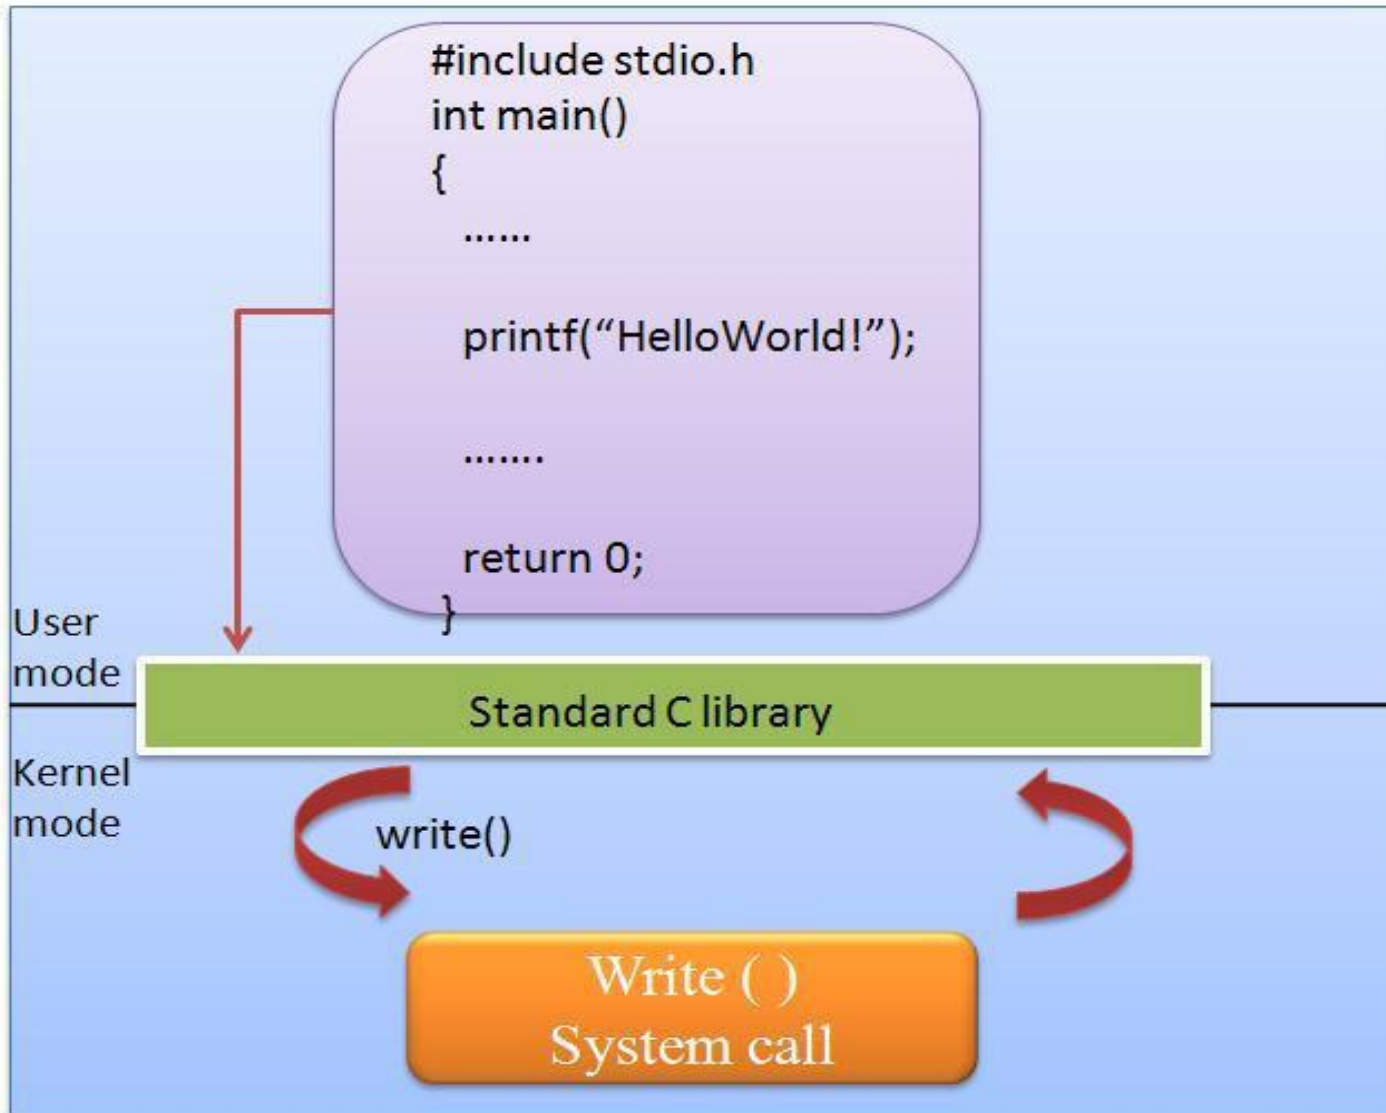 #include stdio.h
int main()
{
……
printf(“HelloWorld!”);
…….
return 0;
}
User
mode
Standard C library
Kernel
mode
write()
Write ( )
System call